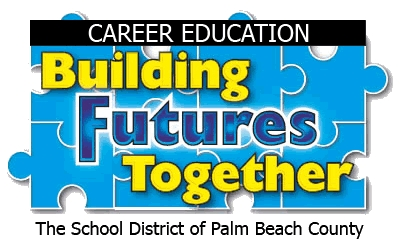 CAREER EDUCATION
Building
Futures
Together
The School District of Palm Beach County